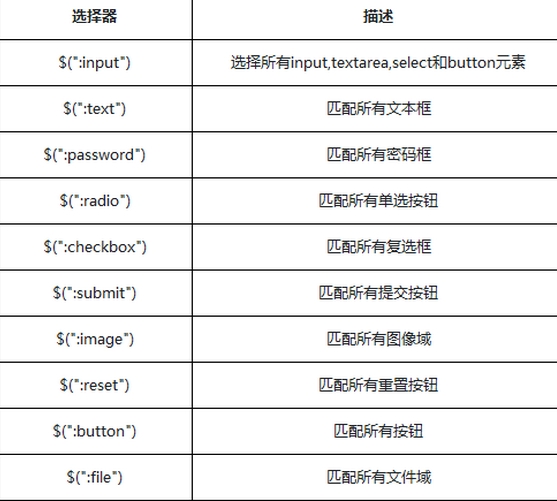 选择器 描述
$(":input") 选择所有input,textarea,select和button元素
$(":text") 匹配所有文本框
$(":password") 匹配所有密码框
$(":radio") 匹配所有单选按钮
$(":checkbox") 匹配所有复选框
$(":submit") 匹配所有提交按钮
$(":image") 匹配所有图像域
$(":reset") 匹配所有重置按钮
$(":button") 匹配所有按钮
$(":file") 匹配所有文件域